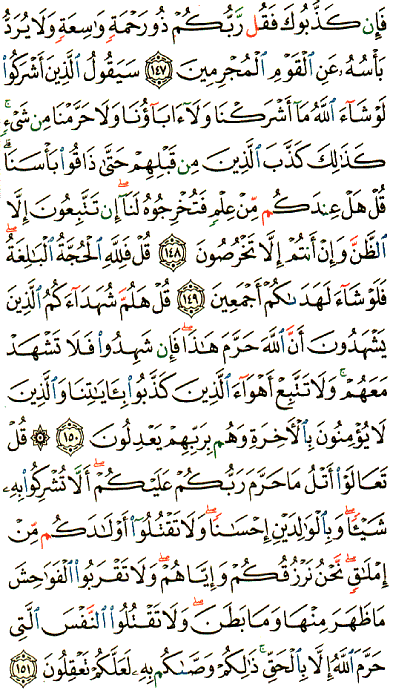 فَإِن كَذَّبُوكَ فَقُل رَّبُّكُمْ ذُو رَحْمَةٍ وَٰسِعَةٍ وَلَا يُرَدُّ
بَأْسُهُۥ عَنِ ٱلْقَوْمِ ٱلْمُجْرِمِينَ ١٤٧ سَيَقُولُ ٱلَّذِينَ أَشْرَكُوا۟
لَوْ شَآءَ ٱللَّهُ مَآ أَشْرَكْنَا وَلَآ ءَابَآؤُنَا وَلَا حَرَّمْنَا مِن شَىْءٍۚ
كَذَٰلِكَ كَذَّبَ ٱلَّذِينَ مِن قَبْلِهِمْ حَتَّىٰ ذَاقُوا۟ بَأْسَنَاۗ
قُلْ هَلْ عِندَكُم مِّنْ عِلْمٍ فَتُخْرِجُوهُ لَنَآۖ إِن تَتَّبِعُونَ إِلَّا
ٱلظَّنَّ وَإِنْ أَنتُمْ إِلَّا تَخْرُصُونَ ١٤٨ قُلْ فَلِلَّهِ ٱلْحُجَّةُ ٱلْبَٰلِغَةُۖ
فَلَوْ شَآءَ لَهَدَىٰكُمْ أَجْمَعِينَ ١٤٩ قُلْ هَلُمَّ شُهَدَآءَكُمُ ٱلَّذِينَ
يَشْهَدُونَ أَنَّ ٱللَّهَ حَرَّمَ هَٰذَاۖ فَإِن شَهِدُوا۟ فَلَا تَشْهَدْ
مَعَهُمْۚ وَلَا تَتَّبِعْ أَهْوَآءَ ٱلَّذِينَ كَذَّبُوا۟ بِـَٔايَٰتِنَا وَٱلَّذِينَ
لَا يُؤْمِنُونَ بِٱلْـَٔاخِرَةِ وَهُم بِرَبِّهِمْ يَعْدِلُونَ ١٥٠ ۞ قُلْ
تَعَالَوْا۟ أَتْلُ مَا حَرَّمَ رَبُّكُمْ عَلَيْكُمْۖ أَلَّا تُشْرِكُوا۟ بِهِۦ
شَيْـًٔاۖ وَبِٱلْوَٰلِدَيْنِ إِحْسَٰنًاۖ وَلَا تَقْتُلُوٓا۟ أَوْلَٰدَكُم مِّنْ
إِمْلَٰقٍۖ نَّحْنُ نَرْزُقُكُمْ وَإِيَّاهُمْۖ وَلَا تَقْرَبُوا۟ ٱلْفَوَٰحِشَ
مَا ظَهَرَ مِنْهَا وَمَا بَطَنَۖ وَلَا تَقْتُلُوا۟ ٱلنَّفْسَ ٱلَّتِى
حَرَّمَ ٱللَّهُ إِلَّا بِٱلْحَقِّۚ ذَٰلِكُمْ وَصَّىٰكُم بِهِۦ لَعَلَّكُمْ تَعْقِلُونَ ١٥١